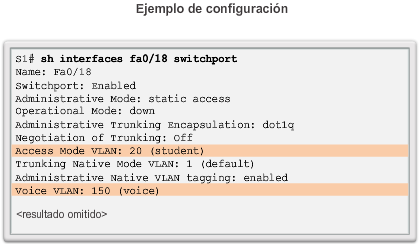 Ejemplo de configuración
S1# sh interfaces fa0/18 switchport
Name: Fa0/18
Switchport: Enabled
Administrative Mode: static access
Operational Mode: down
Administrative Trunking Encapsulation: dot1q
Negotiation of Trunking: Off
Access Mode VLAN: 20 (student)
Trunking Native Mode VLAN: 1 (default)
Administrative Native VLAN tagging: enabled
Voice VLAN: 150 (voice)
<resultado omitido>